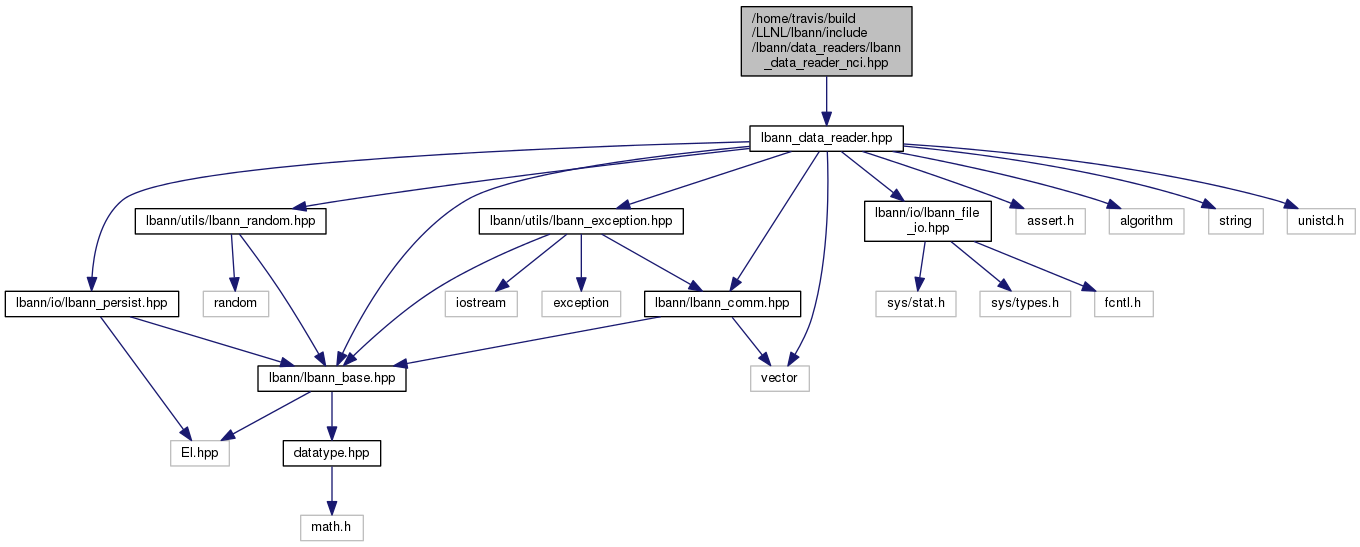 /home/travis/build
/LLNL/lbann/include
/lbann/data_readers/lbann
_data_reader_nci.hpp
lbann_data_reader.hpp
lbann/utils/lbann_random.hpp
lbann/utils/lbann_exception.hpp
lbann/io/lbann_file
_io.hpp
assert.h
algorithm
string
unistd.h
lbann/io/lbann_persist.hpp
random
iostream
exception
lbann/lbann_comm.hpp
sys/stat.h
sys/types.h
fcntl.h
lbann/lbann_base.hpp
vector
El.hpp
datatype.hpp
math.h